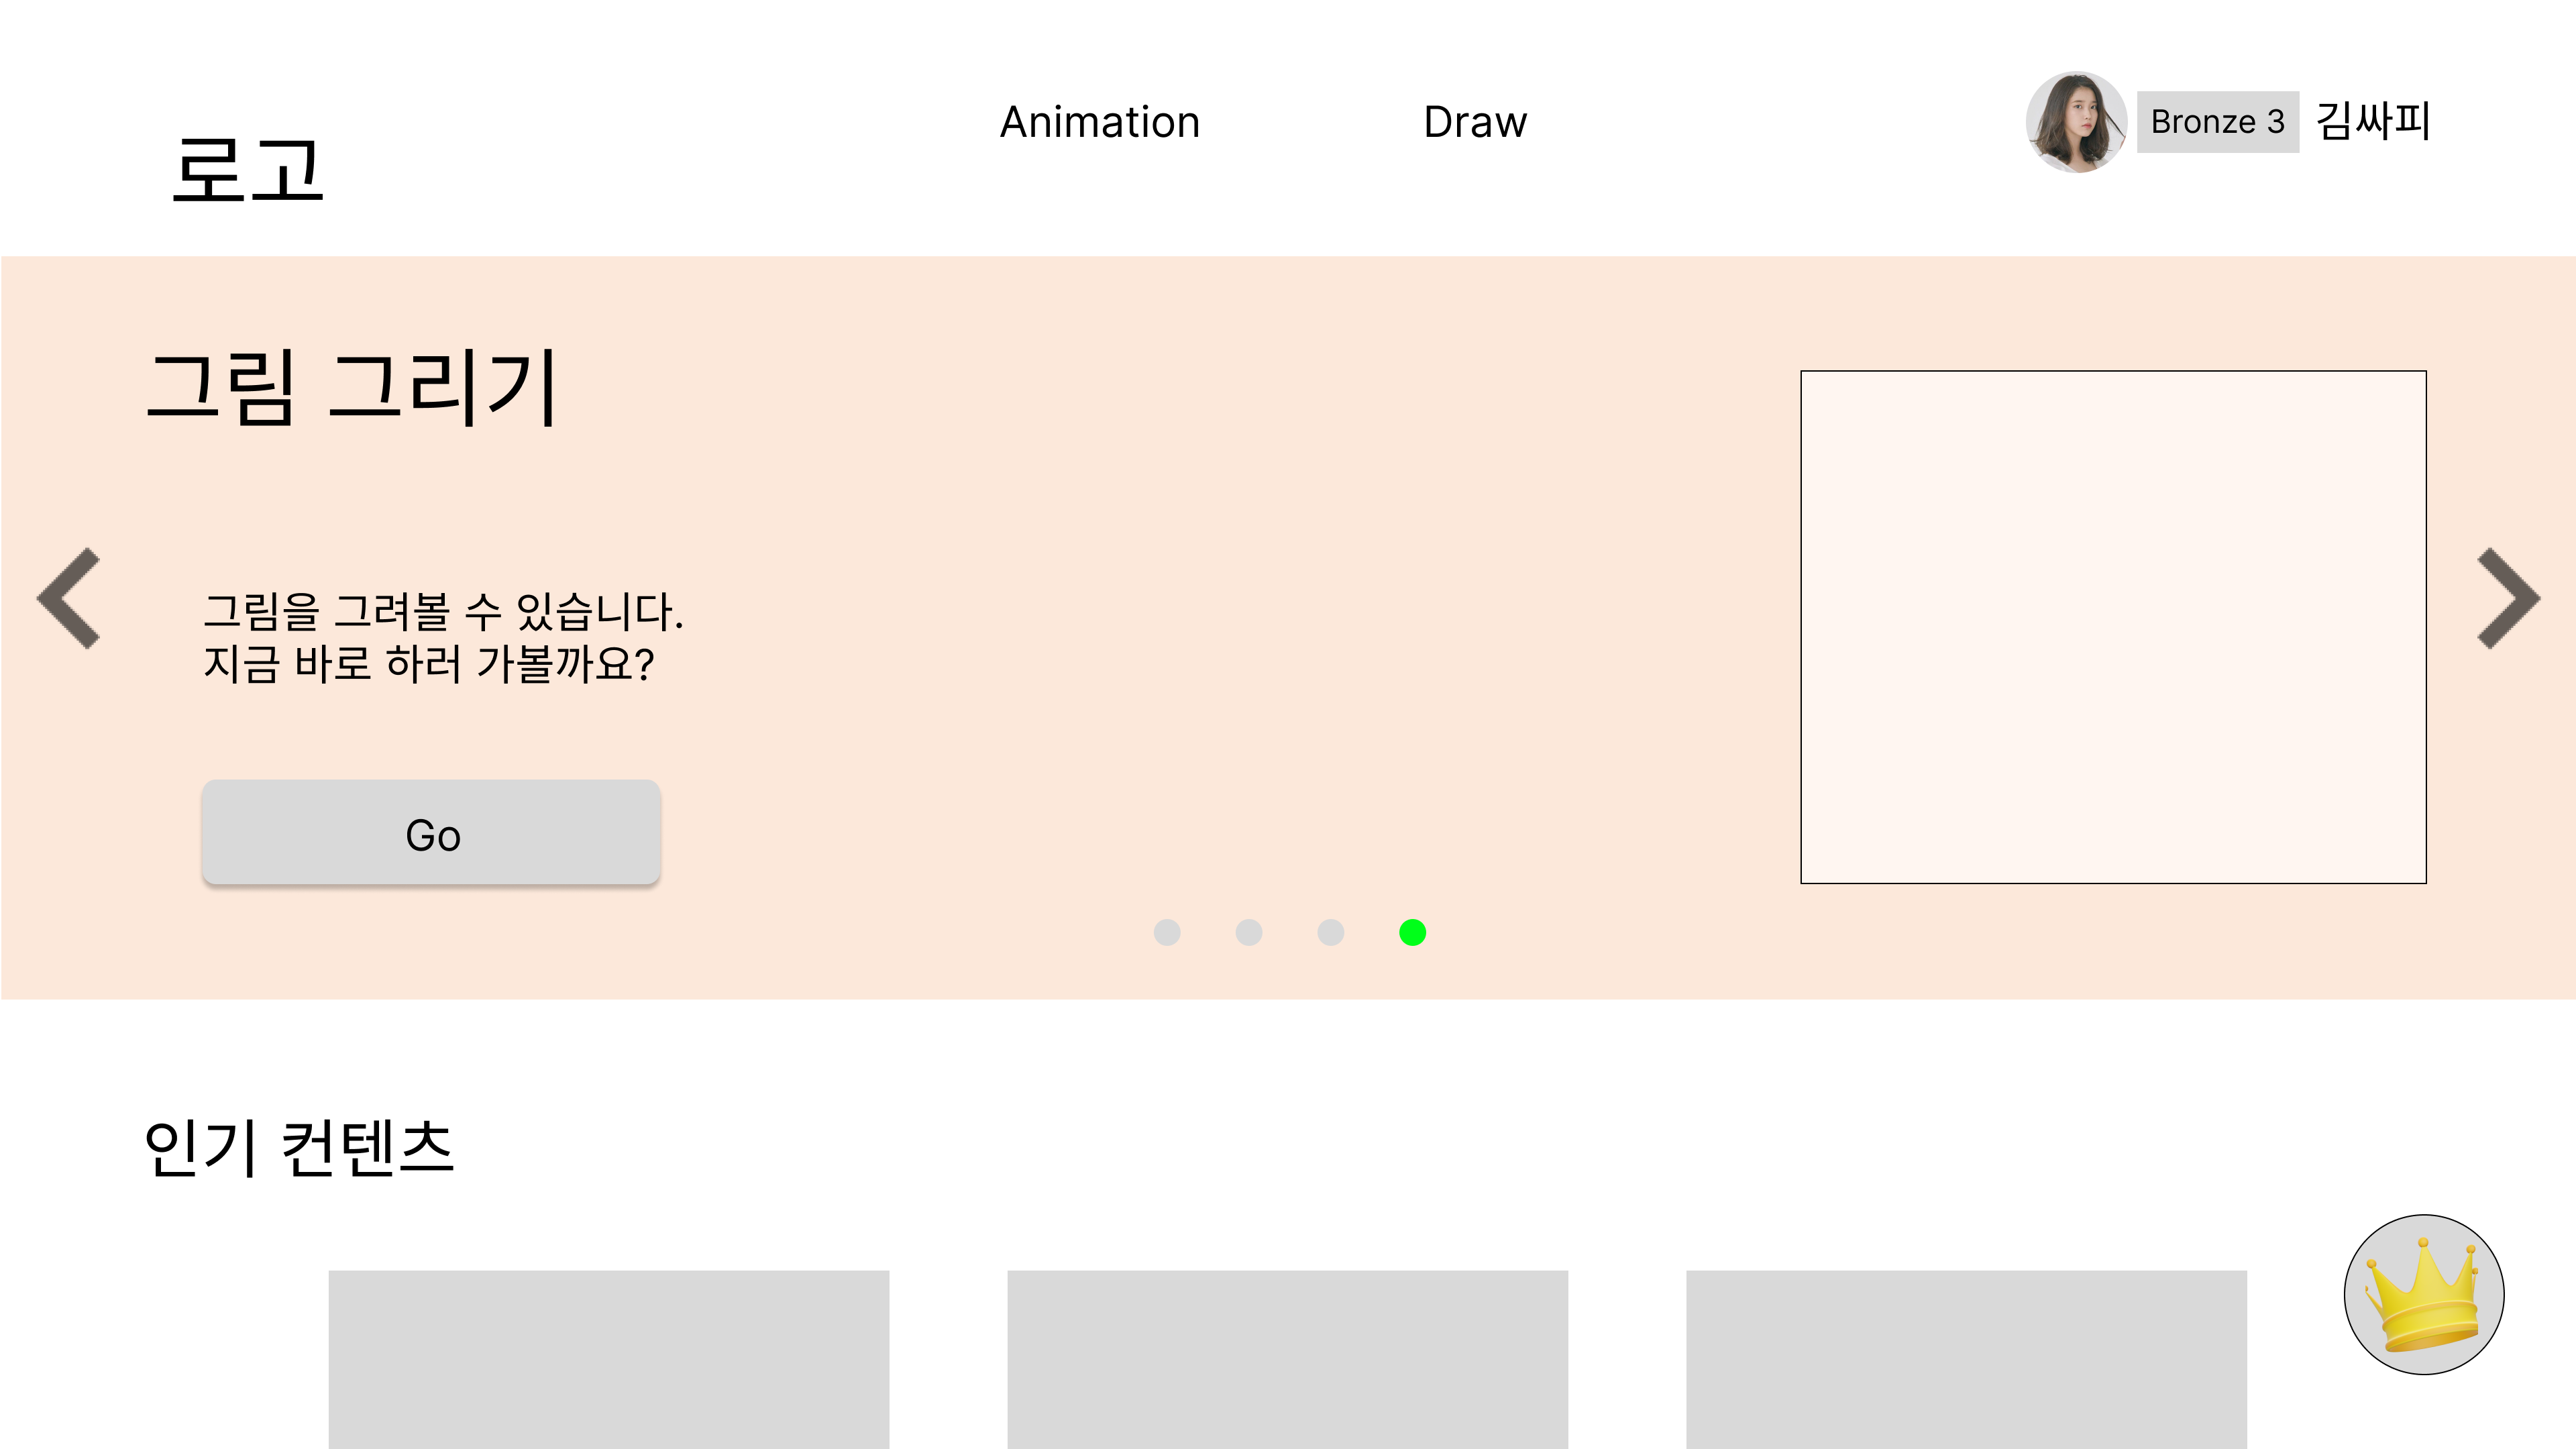 로고
Animation
Draw
Bronze 3
김싸피
그림 그리기
그림을 그려볼 수 있습니다.
지금 바로 하러 가볼까요?
Go
인기 컨텐츠